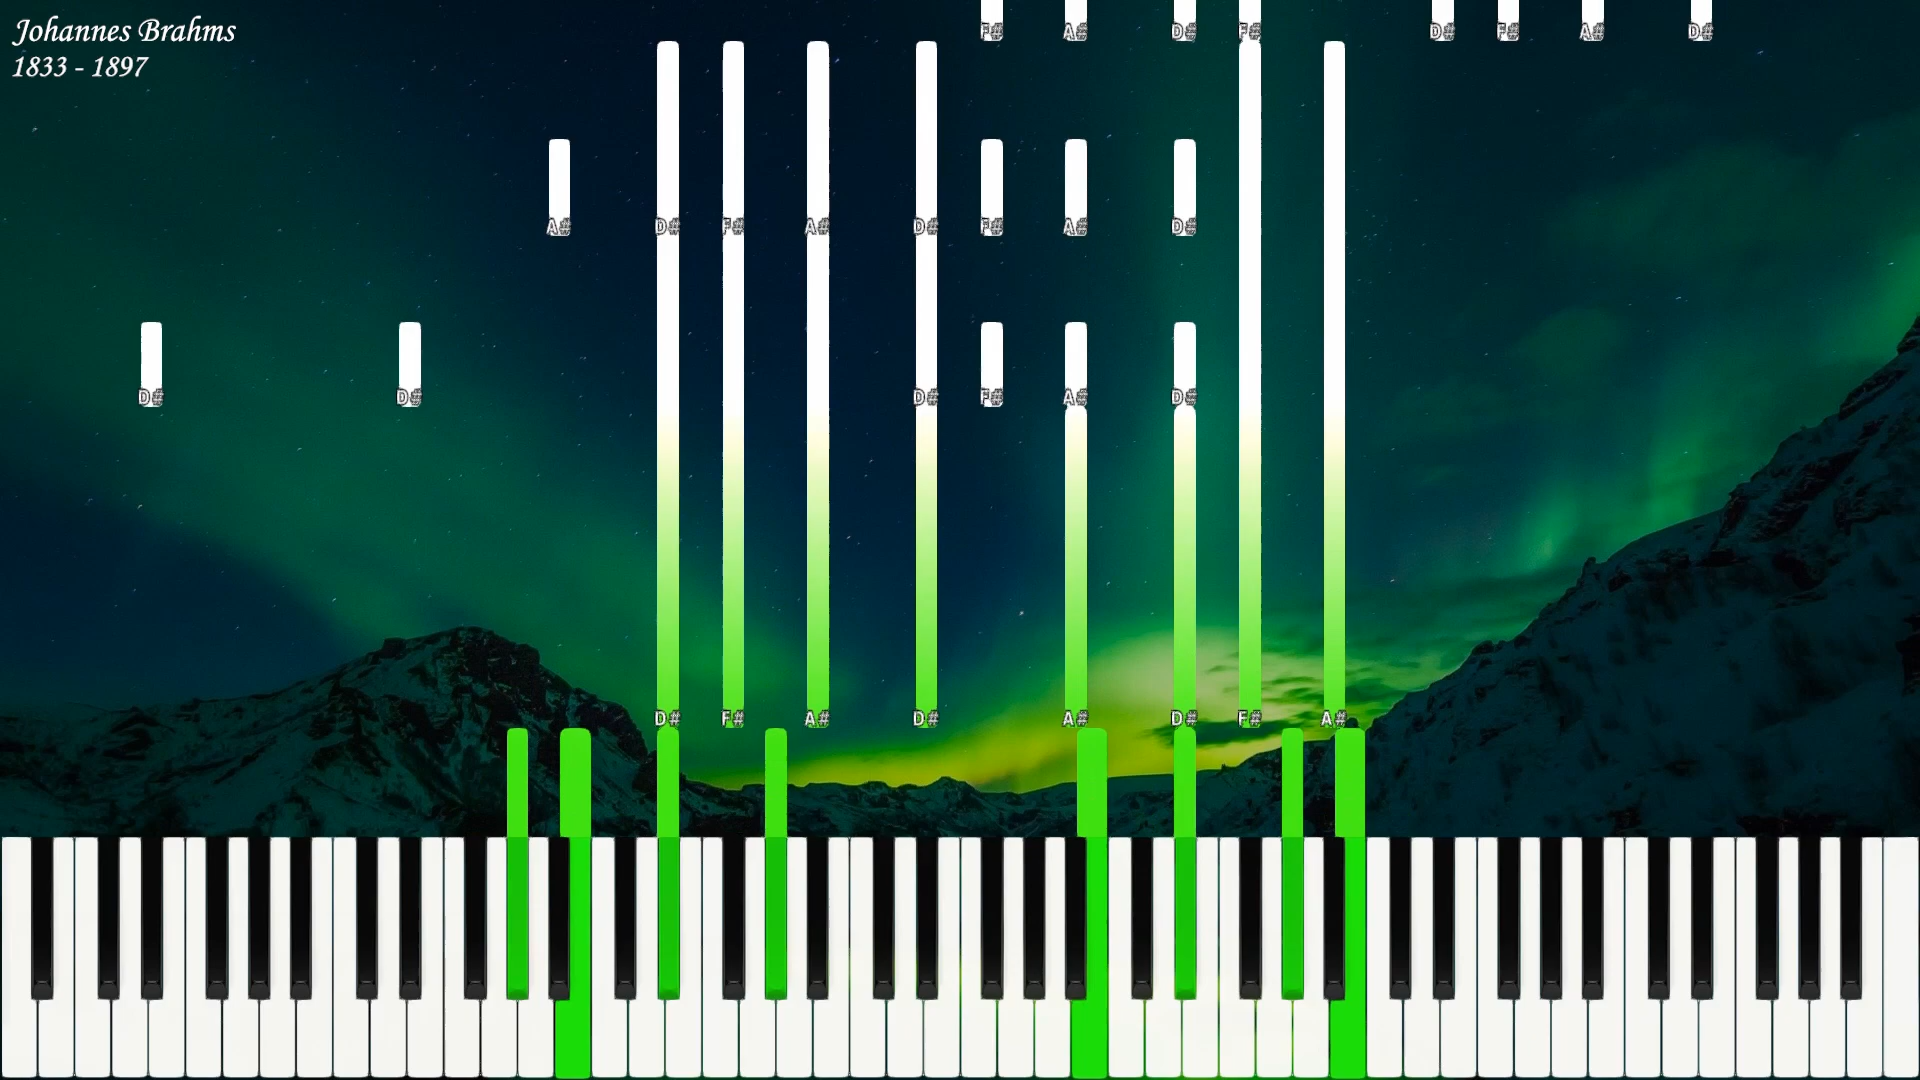 Johannes Brahms
1833 - 1897
F# A# D# F# D# F# A# D#
A# D# F# A# D# F# A# D#
D# D# D# F# A# D#
D# F# A# D# A# D# F# A#